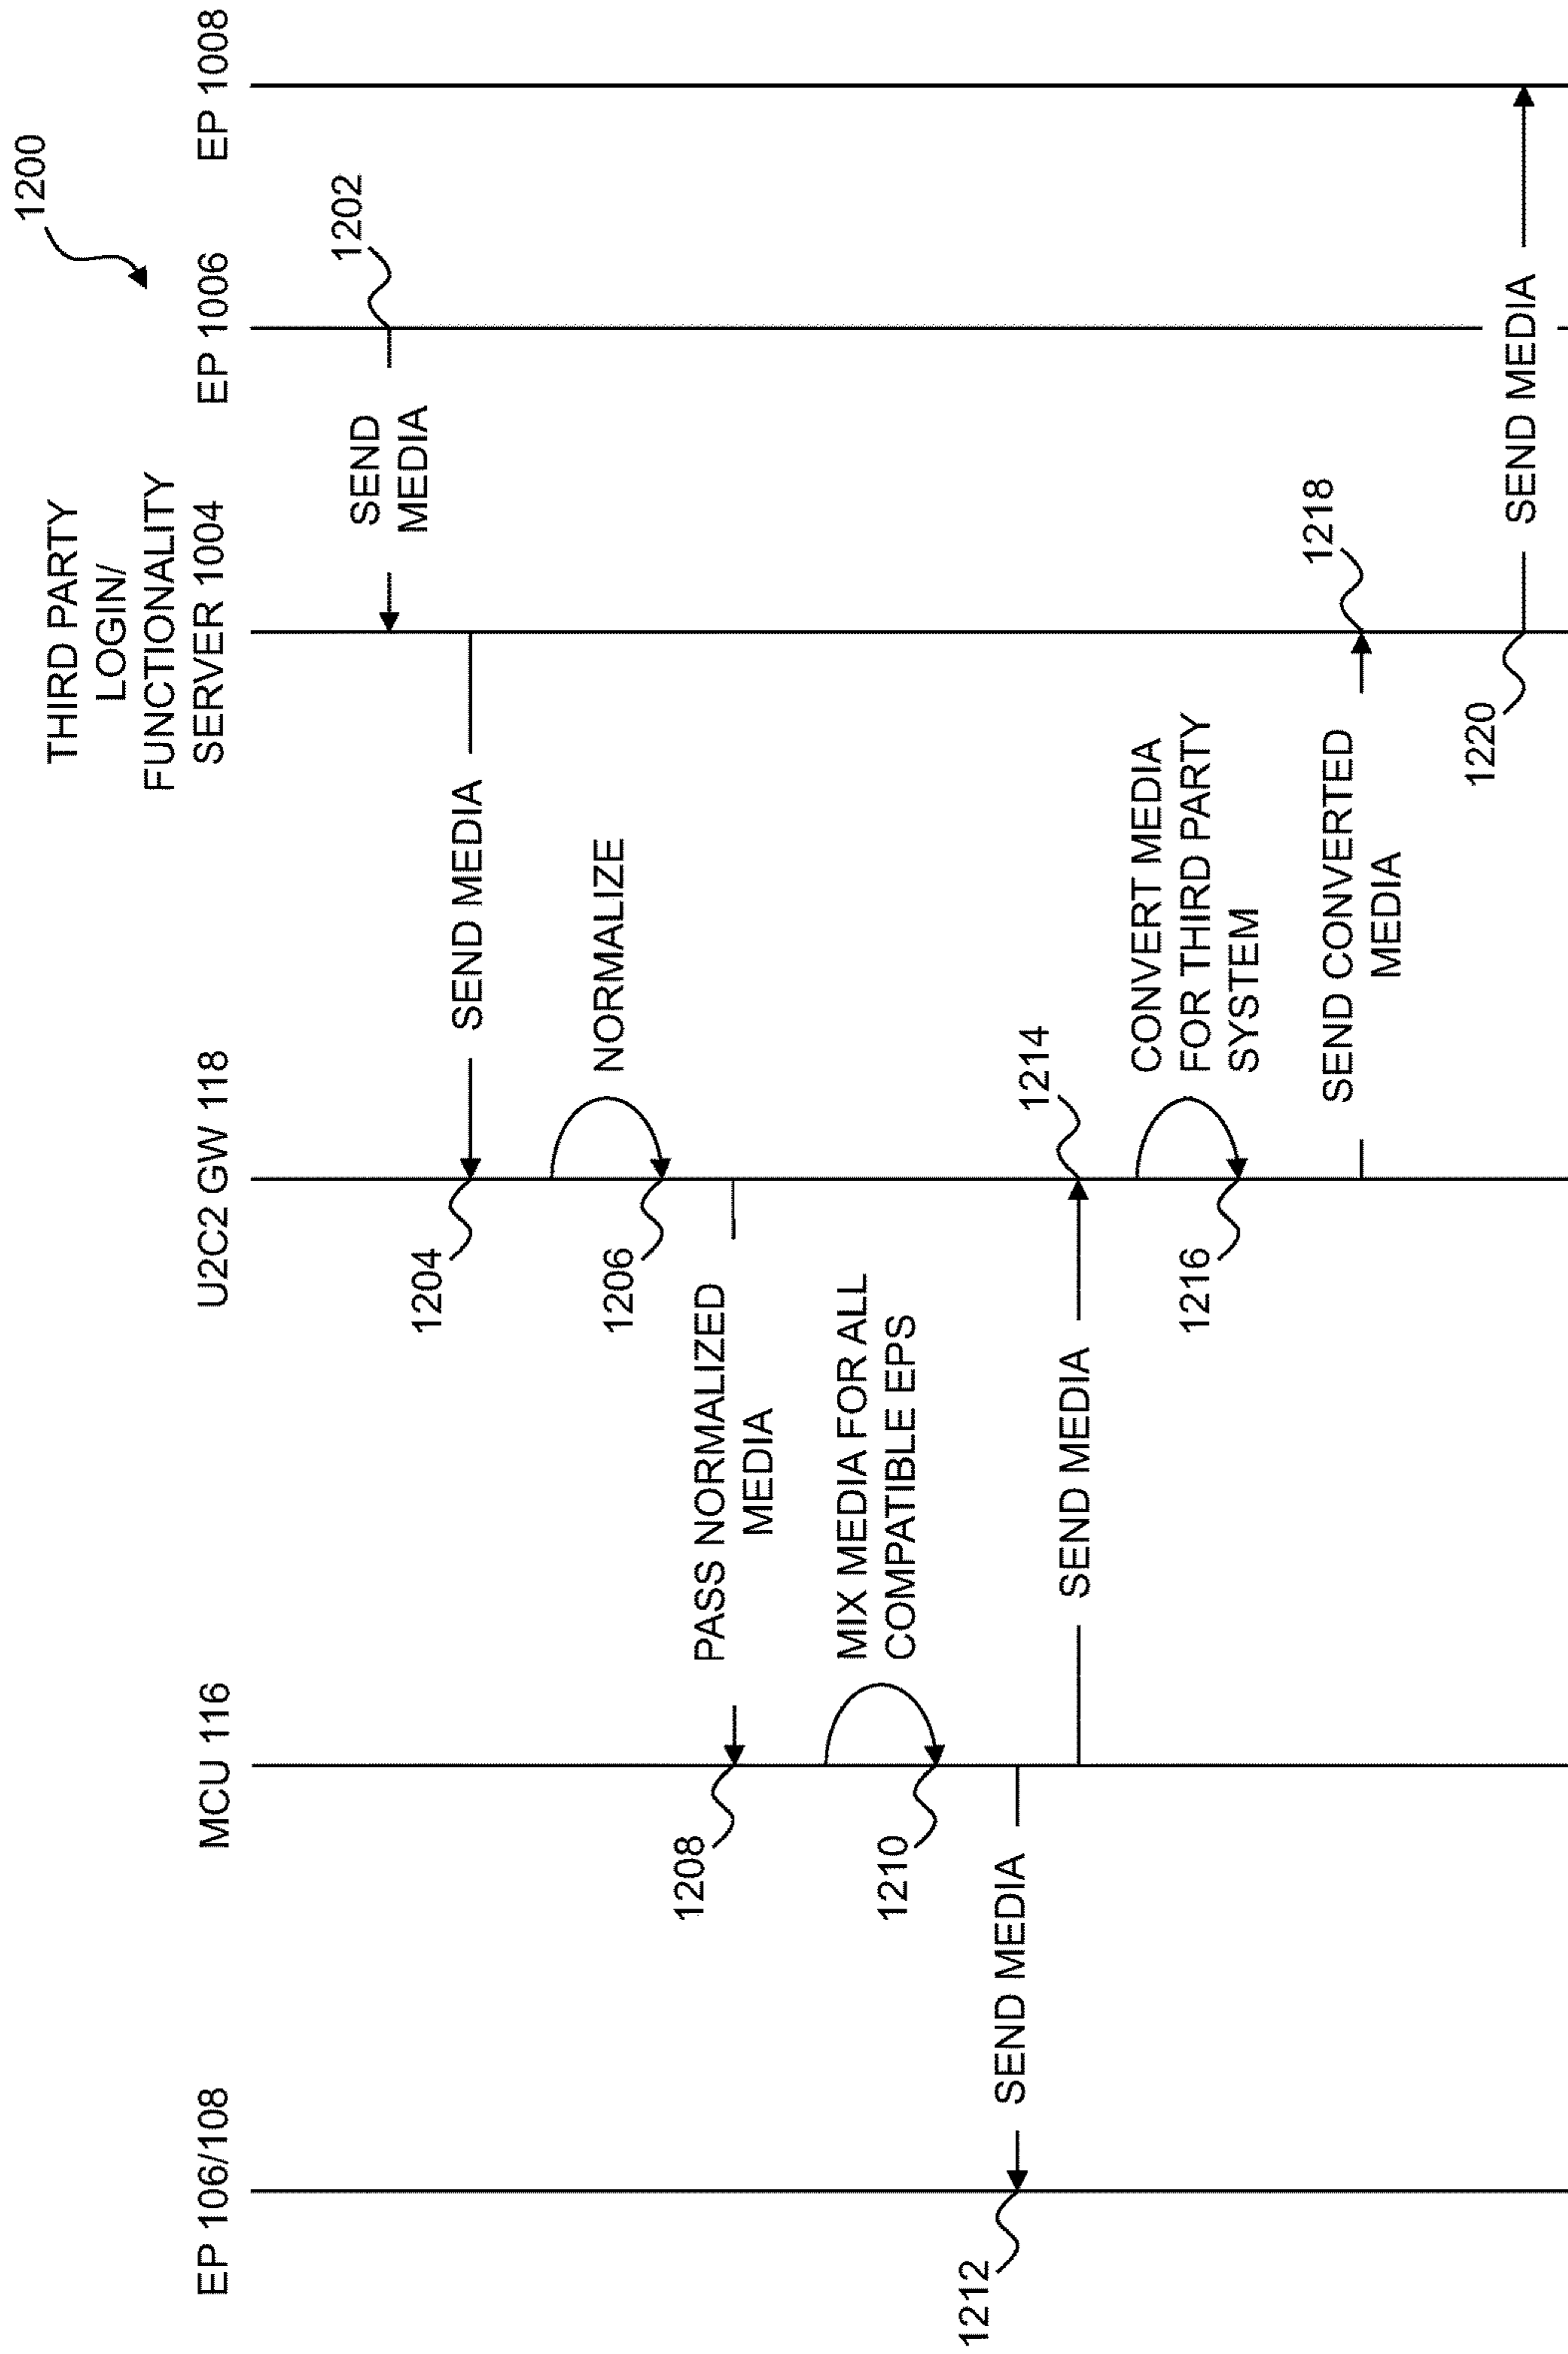 1200
EP 106/108
MCU 116
U2C2 GW 118
THIRD PARTY
LOGIN/
FUNCTIONALITY
SERVER 1004
EP 1006
EP 1008
SEND
MEDIA
1202
1204
SEND MEDIA
NORMALIZE
1206
1208
PASS NORMALIZED
MEDIA
MIX MEDIA FOR ALL
COMPATIBLE EPS
1210
1212
SEND MEDIA
SEND MEDIA
1214
CONVERT MEDIA
FOR THIRD PARTY
SYSTEM
1216
SEND CONVERTED
MEDIA
1218
1220
SEND MEDIA